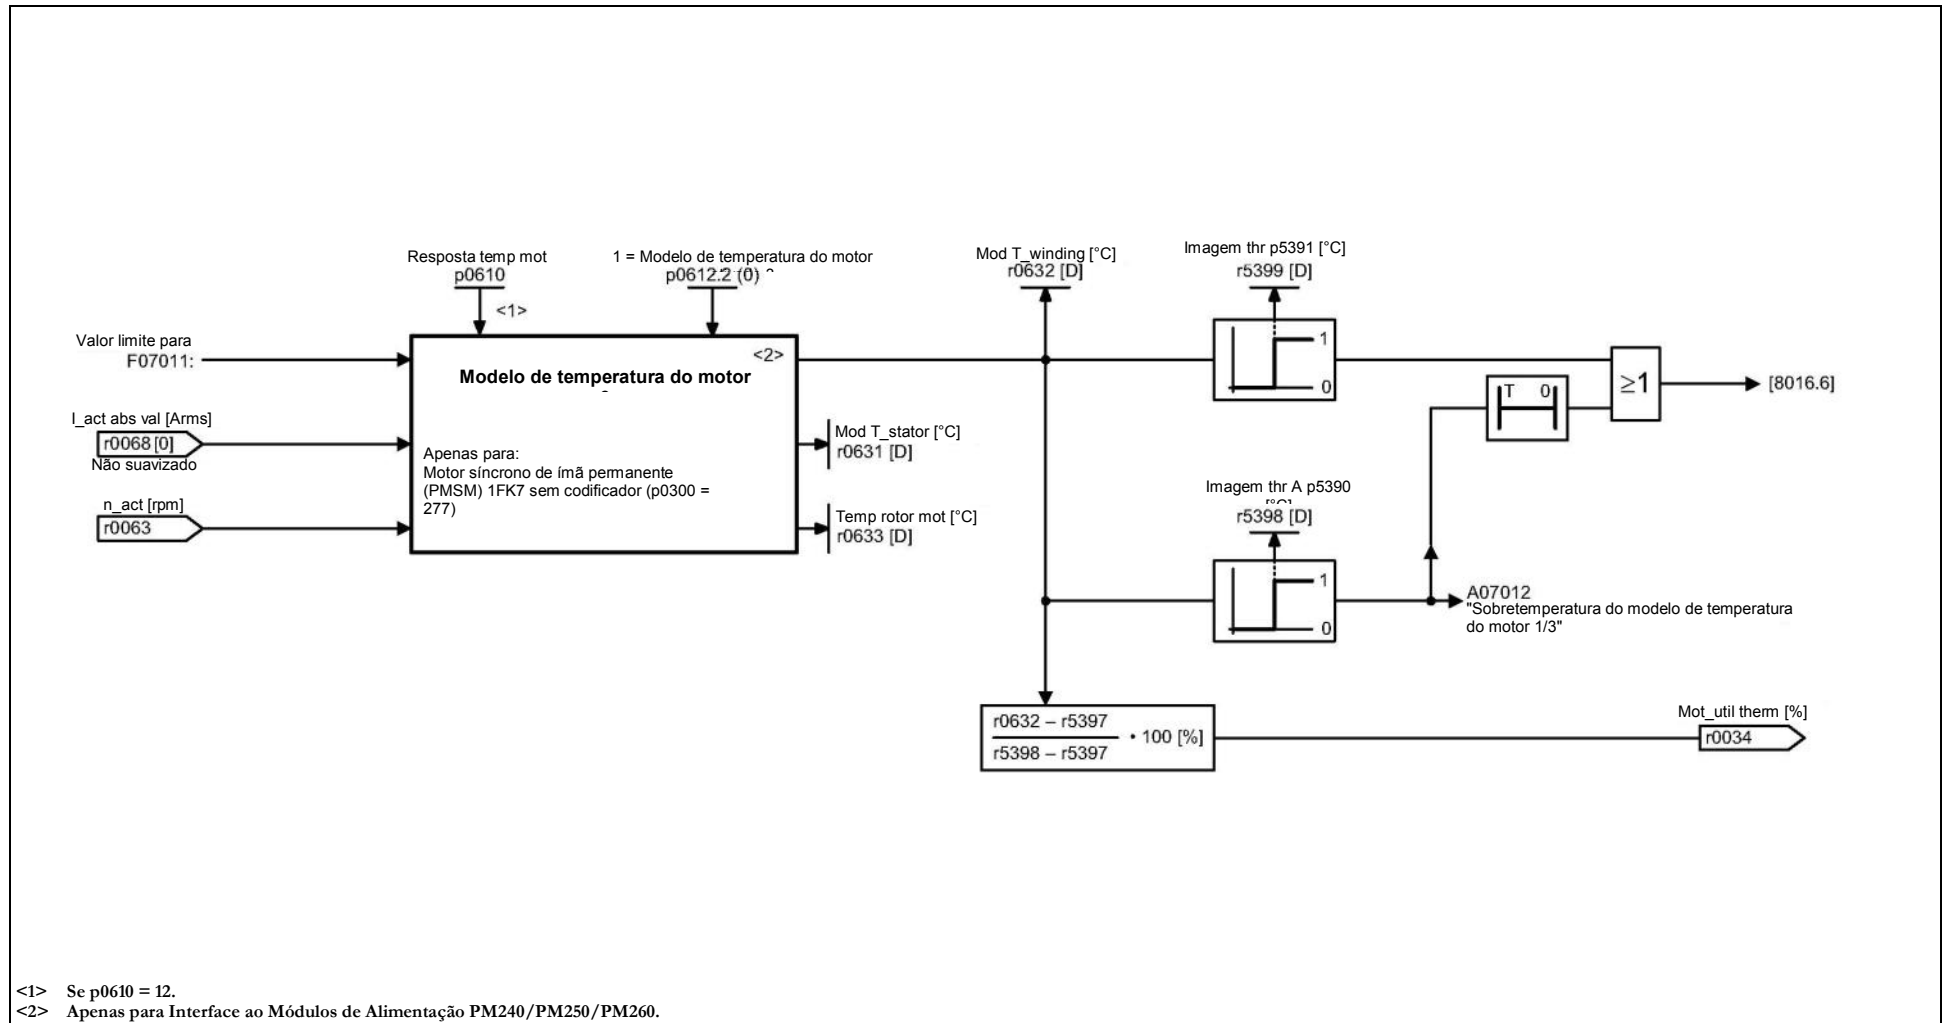 Resposta temp mot
p0610
<1>
1 = Modelo de temperatura do motor
p0612.2 (0)
Mod T_winding [°C]
r0632 [D]
Imagem thr p5391 [°C]
r5399 [D]
Valor limite para
F07011:
I_act abs val [Arms]
r0068 [0]
Não suavizado
n_act [rpm]
r0063
<2>
Modelo de temperatura do motor
Apenas para:
Motor síncrono de ímã permanente
(PMSM) 1FK7 sem codificador (p0300 =
277)
Mod T_stator [°C]
r0631 [D]
Temp rotor mot [°C]
r0633 [D]
1
0
T 0
≥1
[8016.6]
Imagem thr A p5390
[°C]
r5398 [D]
1
0
A07012
"Sobretemperatura do modelo de temperatura
do motor 1/3"
r0632 – r5397
r5398 – r5397
• 100 [%]
Mot_util therm [%]
r0034
<1> Se p0610 = 12.
<2> Apenas para Interface ao Módulos de Alimentação PM240/PM250/PM260.